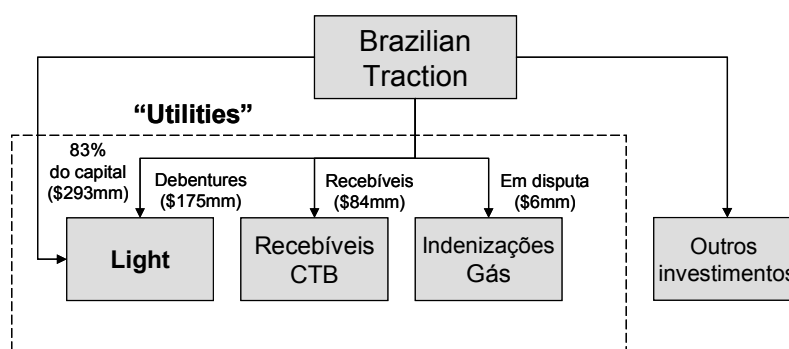 Brazilian
Traction
“Utilities”
83%
do capital
($293mm)
Debentures
($175mm)
Recebíveis
($84mm)
Em disputa
($6mm)
Light
Recebíveis
CTB
Indenizações
Gás
Outros
investimentos